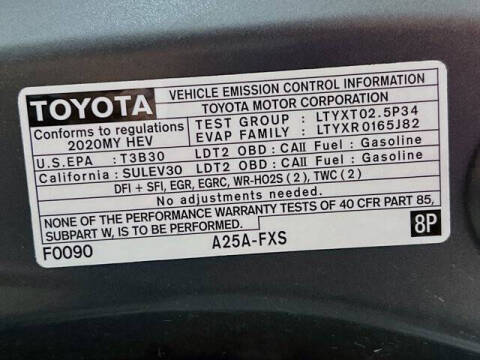 TOYOTA
VEHICLE EMISSION CONTROL INFORMATION
TOYOTA MOTOR CORPORATION
Conforms to regulations
2020MY HEV
TEST GROUP : LTYXT02.5P34
EVAP FAMILY : LTYXR0165J82
U.S.EPA : T3B30 LDT2 OBD : CAII Fuel : Gasoline
California : SULEV30 LDT2 OBD : CAII Fuel : Gasoline
DFI + SFI, EGR, EGRC, WR-HO2S ( 2 ), TWC ( 2 )
No adjustments needed.
NONE OF THE PERFORMANCE WARRANTY TESTS OF 40 CFR PART 85,
SUBPART W, IS TO BE PERFORMED.
8P
F0090 A25A-FXS